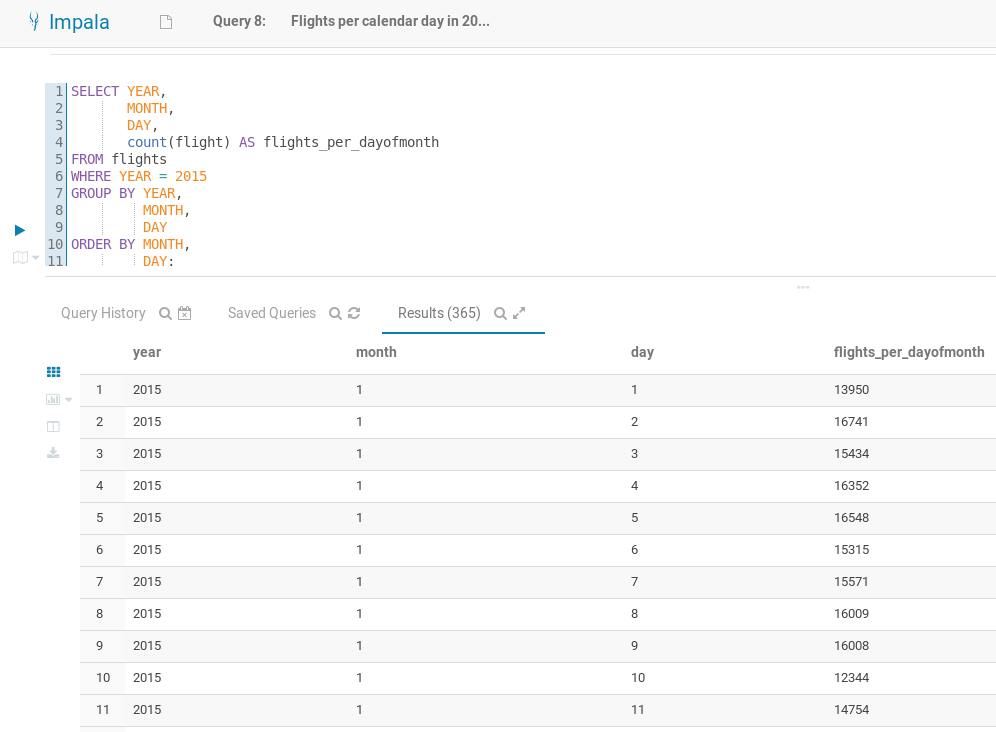 Impala Query 8: Flights per calendar day in 20...
1 SELECT YEAR,
2 MONTH,
3 DAY,
4 count(flight) AS flights_per_dayofmonth
5 FROM flights
6 WHERE YEAR = 2015
7 GROUP BY YEAR,
8 MONTH,
9 DAY
10 ORDER BY MONTH,
11 DAY;
Query History Saved Queries Results (365)
year month day flights_per_dayofmonth
1 2015 1 1 13950
2 2015 1 2 16741
3 2015 1 3 15434
4 2015 1 4 16352
5 2015 1 5 16548
6 2015 1 6 15315
7 2015 1 7 15571
8 2015 1 8 16009
9 2015 1 9 16008
10 2015 1 10 12344
11 2015 1 11 14754